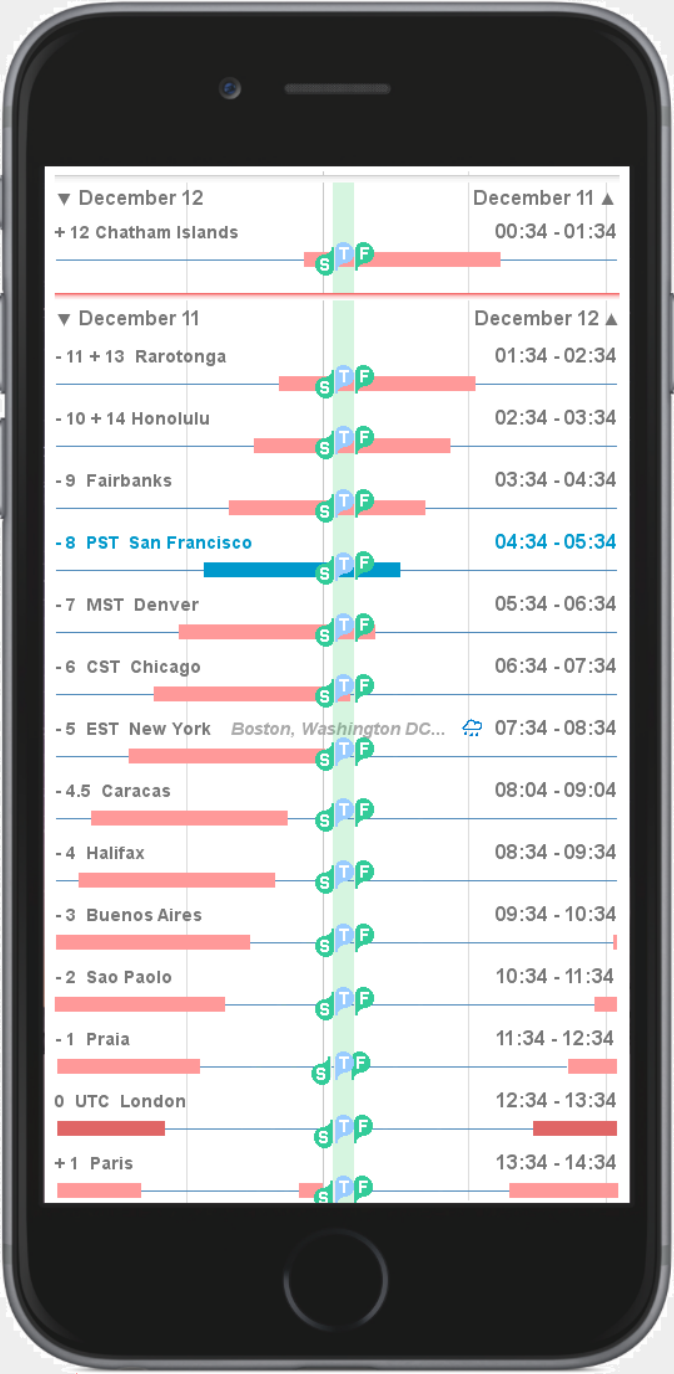 ▼ December 12 December 11 ▲
+ 12 Chatham Islands 00:34 - 01:34
S T F
▼ December 11 December 12 ▲
- 11 + 13 Rarotonga 01:34 - 02:34
S T F
- 10 + 14 Honolulu 02:34 - 03:34
S T F
- 9 Fairbanks 03:34 - 04:34
S T F
- 8 PST San Francisco 04:34 - 05:34
S T F
- 7 MST Denver 05:34 - 06:34
S T F
- 6 CST Chicago 06:34 - 07:34
S T F
- 5 EST New York Boston, Washington DC... 07:34 - 08:34
S T F
- 4.5 Caracas 08:04 - 09:04
S T F
- 4 Halifax 08:34 - 09:34
S T F
- 3 Buenos Aires 09:34 - 10:34
S T F
- 2 Sao Paolo 10:34 - 11:34
S T F
- 1 Praia 11:34 - 12:34
S T F
0 UTC London 12:34 - 13:34
S T F
+ 1 Paris 13:34 - 14:34
S T F